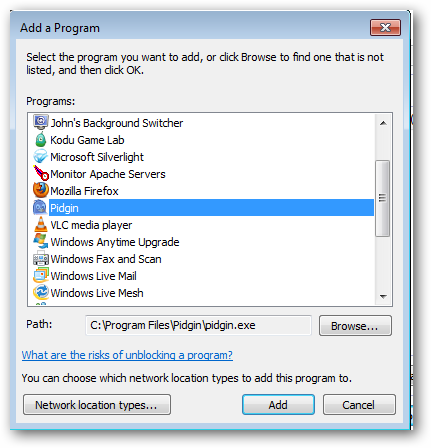 Add a Program
Select the program you want to add, or click Browse to find one that is not
listed, and then click OK.
Programs:
John's Background Switcher
Kodu Game Lab
Microsoft Silverlight
Monitor Apache Servers
Mozilla Firefox
Pidgin
VLC media player
Windows Anytime Upgrade
Windows Fax and Scan
Windows Live Mail
Windows Live Mesh
Path: C:\Program Files\Pidgin\pidgin.exe Browse...
What are the risks of unblocking a program?
You can choose which network location types to add this program to.
Network location types... Add Cancel